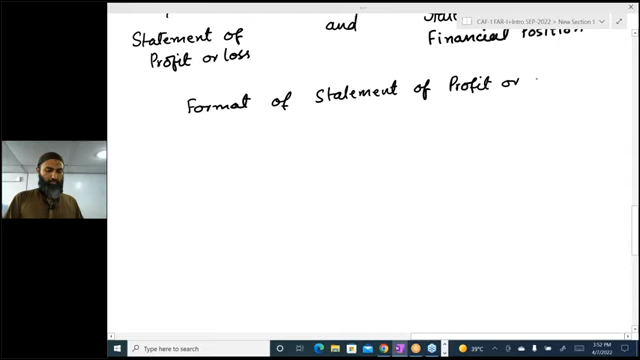 CAF-1 FAR-I+Intro SEP-2022 > New Section 1
Statement of
Profit or loss
and
Financial Position
Format of Statement of Profit or
Type here to search
39°C
3:52 PM
4/7/2022